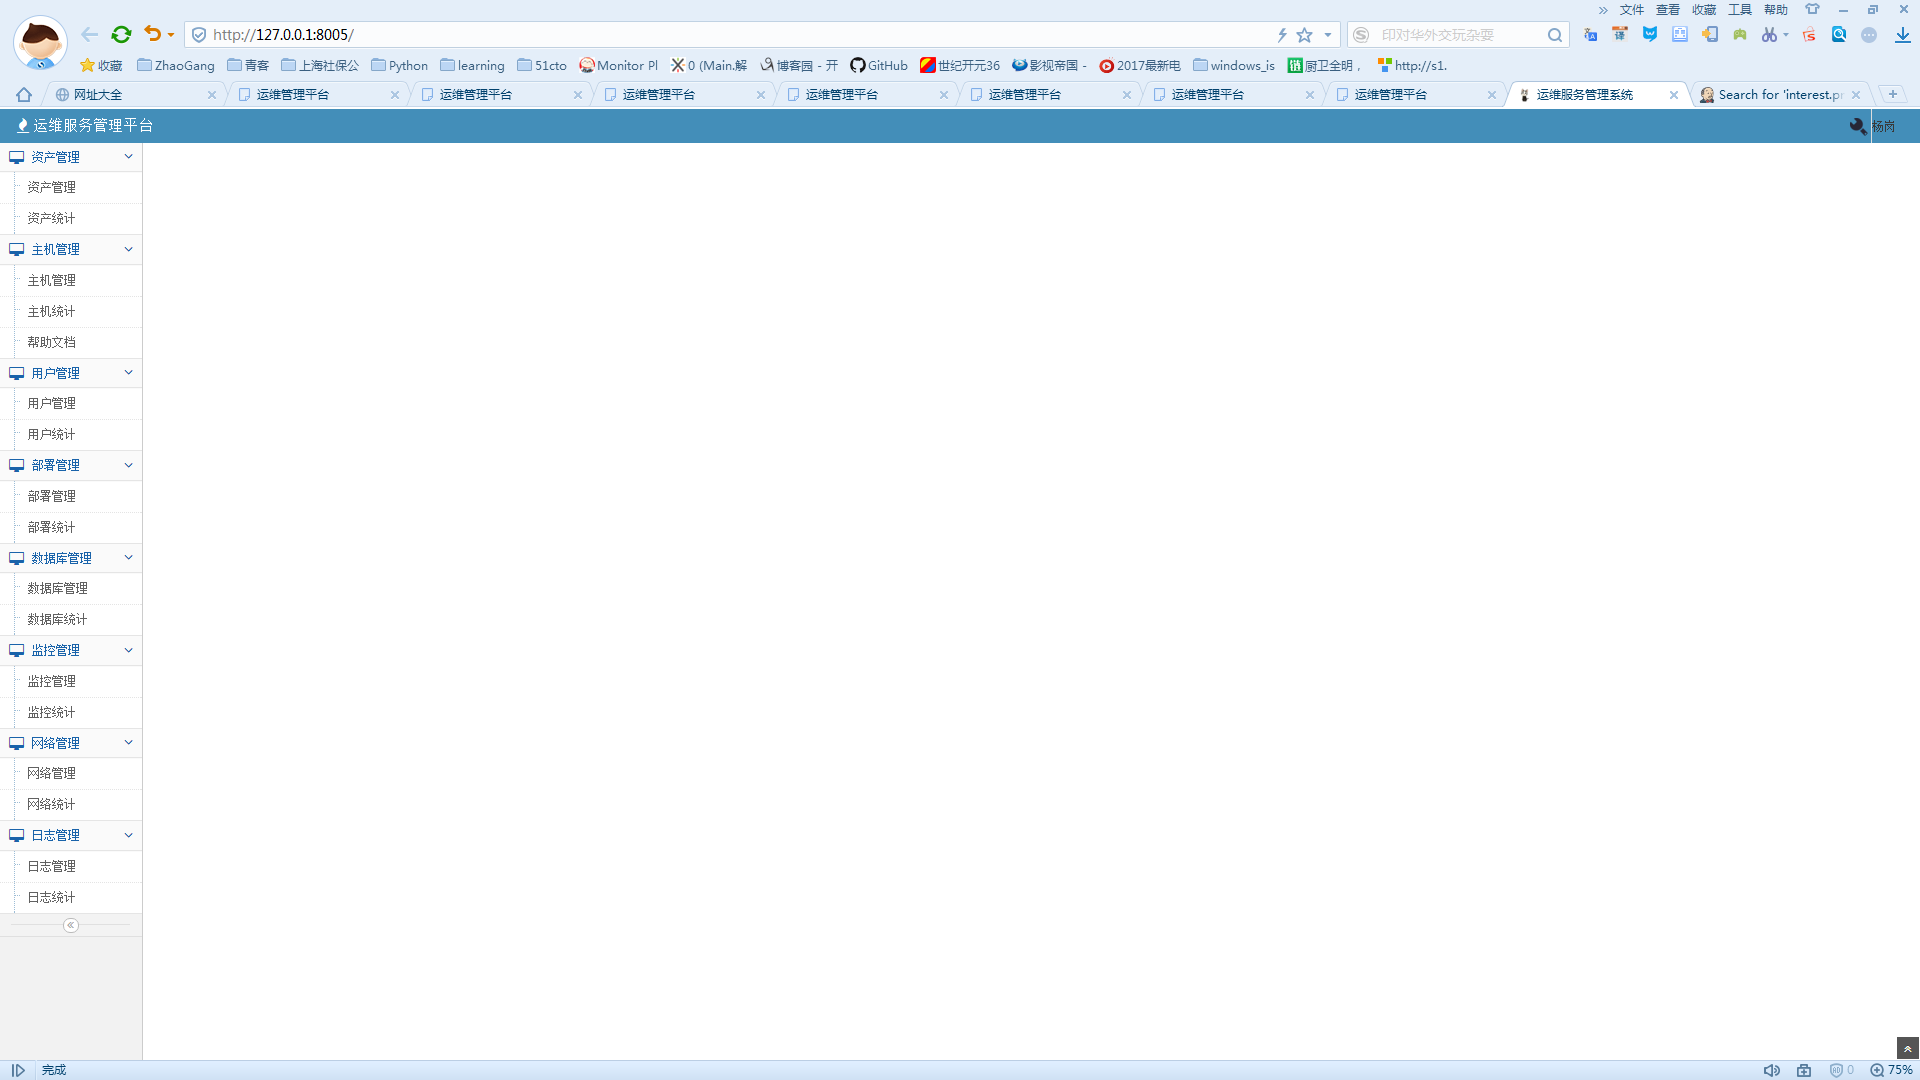 » 文件 查看 收藏 工具 帮助
http://127.0.0.1:8005/ 印对华外交玩杂耍
收藏 ZhaoGang 青客 上海社保公 Python learning 51cto Monitor Pl 0 (Main.解 博客园 - 开 GitHub 世纪开元36 影视帝国 - 2017最新电 windows_is 厨卫全明， http://s1.
网址大全 运维管理平台 运维管理平台 运维管理平台 运维管理平台 运维管理平台 运维管理平台 运维管理平台 运维服务管理系统 Search for 'interest.pr
运维服务管理平台 杨岗
资产管理
资产管理
资产统计
主机管理
主机管理
主机统计
帮助文档
用户管理
用户管理
用户统计
部署管理
部署管理
部署统计
数据库管理
数据库管理
数据库统计
监控管理
监控管理
监控统计
网络管理
网络管理
网络统计
日志管理
日志管理
日志统计
完成 0 75%